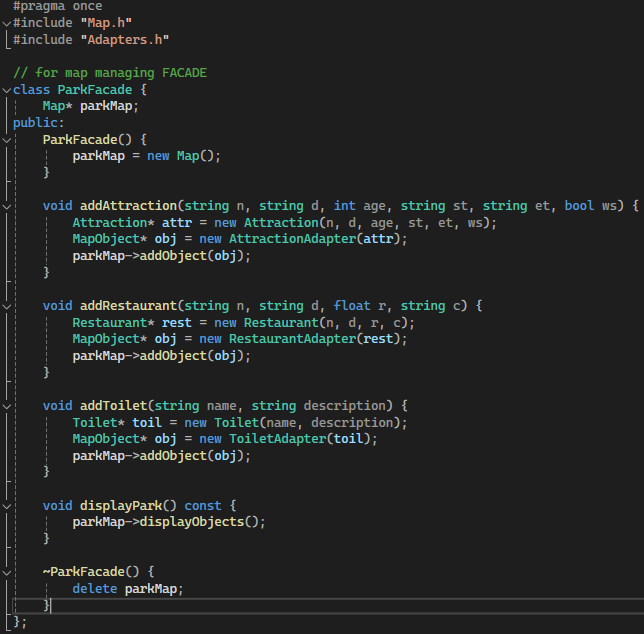 #pragma once
#include "Map.h"
#include "Adapters.h"

// for map managing FACADE
class ParkFacade {
    Map* parkMap;
public:
    ParkFacade() {
        parkMap = new Map();
    }

    void addAttraction(string n, string d, int age, string st, string et, bool ws) {
        Attraction* attr = new Attraction(n, d, age, st, et, ws);
        MapObject* obj = new AttractionAdapter(attr);
        parkMap->addObject(obj);
    }

    void addRestaurant(string n, string d, float r, string c) {
        Restaurant* rest = new Restaurant(n, d, r, c);
        MapObject* obj = new RestaurantAdapter(rest);
        parkMap->addObject(obj);
    }

    void addToilet(string name, string description) {
        Toilet* toil = new Toilet(name, description);
        MapObject* obj = new ToiletAdapter(toil);
        parkMap->addObject(obj);
    }

    void displayPark() const {
        parkMap->displayObjects();
    }

    ~ParkFacade() {
        delete parkMap;
    }
};